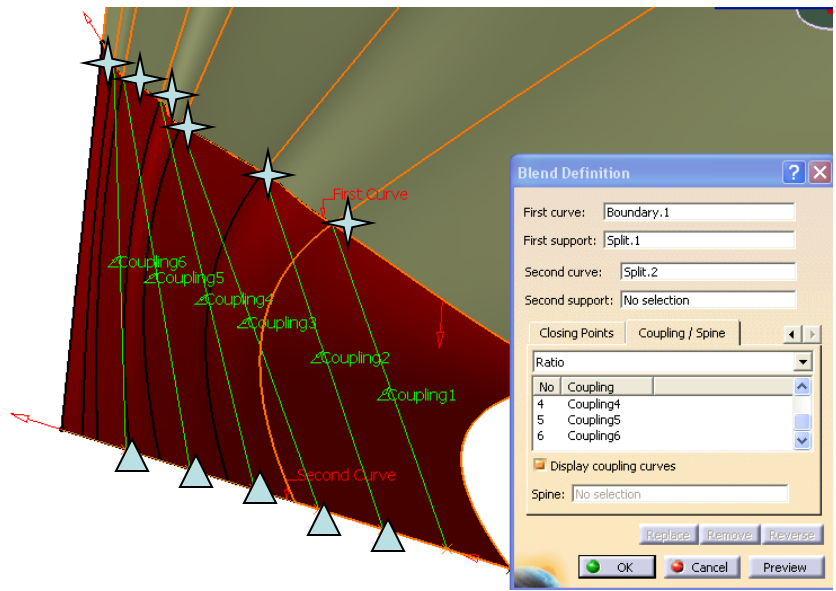 First Curve
Coupling6
Coupling5
Coupling4
Coupling3
Coupling2
Coupling1
Second Curve
Blend Definition
First curve: Boundary.1
First support: Split.1
Second curve: Split.2
Second support: No selection
Closing Points Coupling / Spine
Ratio
No Coupling
4 Coupling4
5 Coupling5
6 Coupling6
Display coupling curves
Spine: No selection
Replace Remove Reverse
OK Cancel Preview